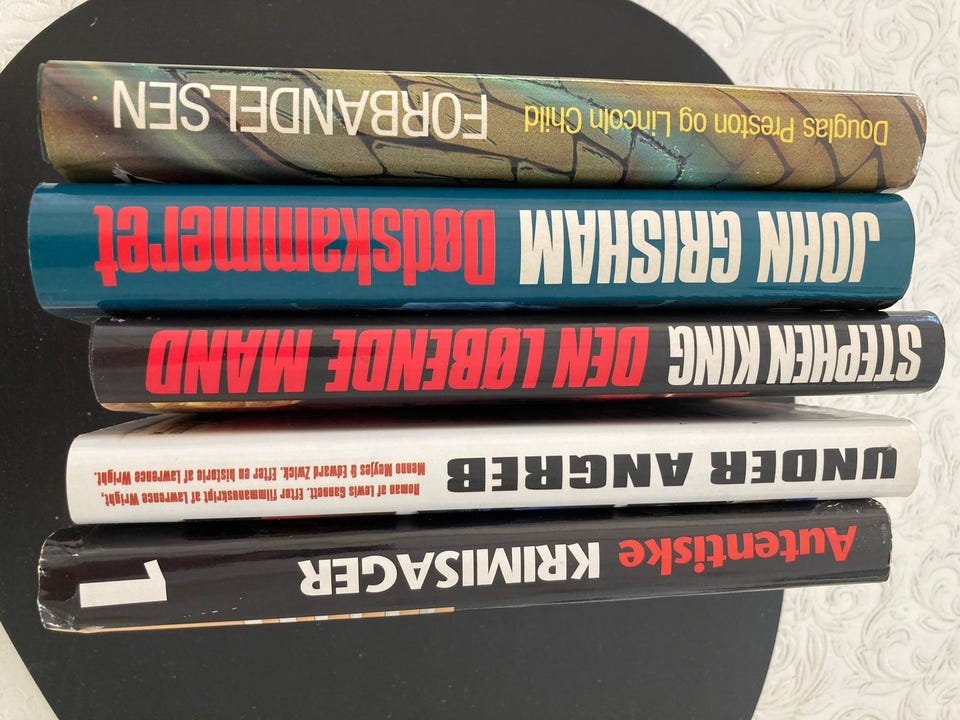 Douglas Preston og Lincoln Child FORBANDELSEN
JOHN GRISHAM Dødskammeret
STEPHEN KING DEN LØBENDE MAND
UNDER ANGREB
Roman af Lewis Gannett. Efter filmmanuskript af Lawrence Wright,
Menno Meyjes & Edward Zwick. Efter en historie af Lawrence Wright.
Autentiske KRIMISAGER 1